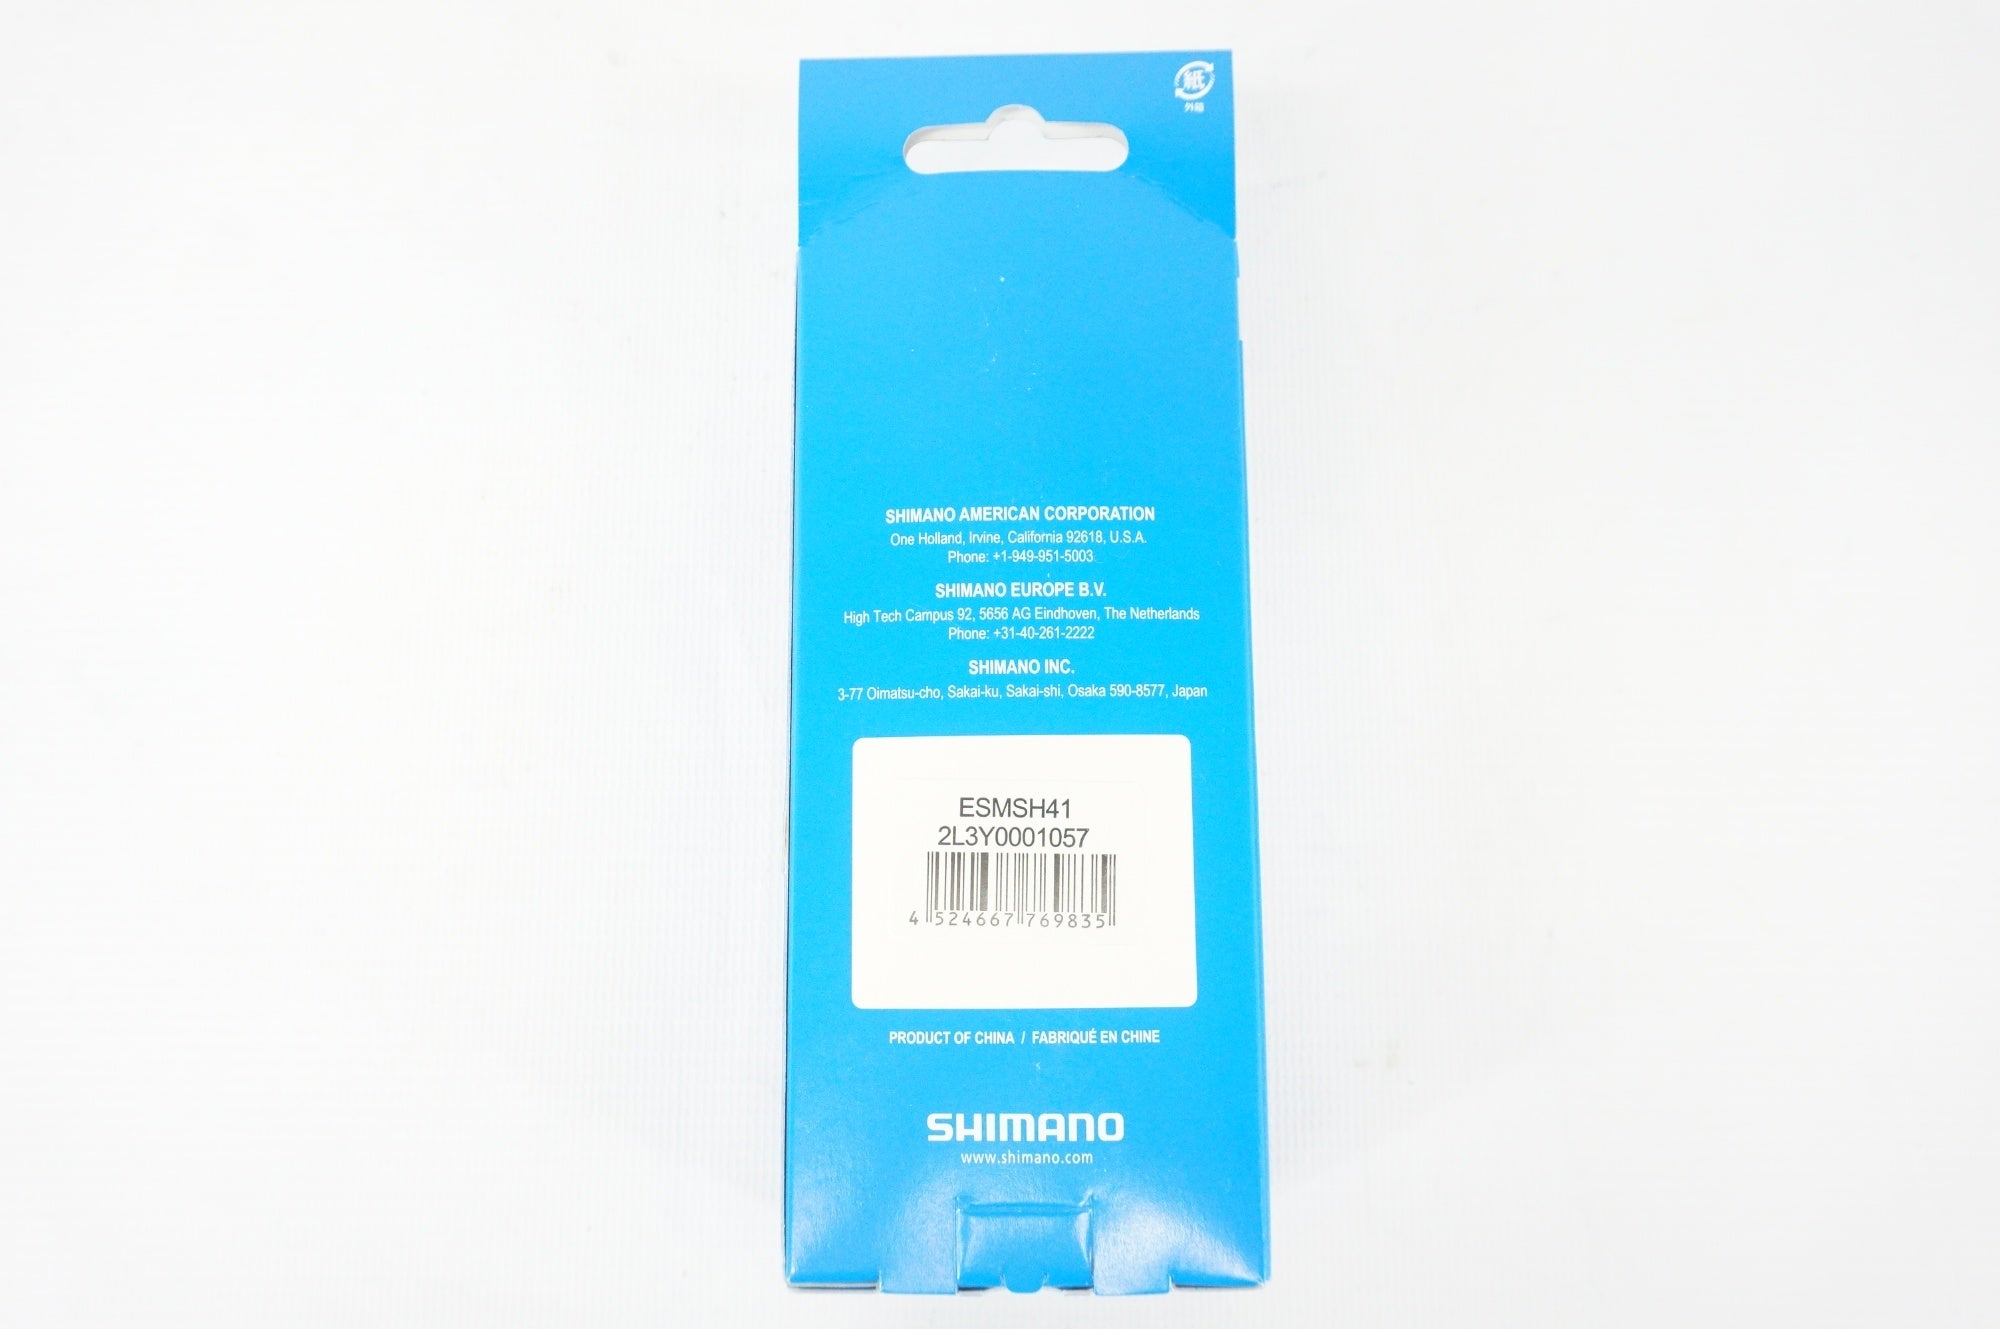 紙
外箱
SHIMANO AMERICAN CORPORATION
One Holland, Irvine, California 92618, U.S.A.
Phone: +1-949-951-5003
SHIMANO EUROPE B.V.
High Tech Campus 92, 5656 AG Eindhoven, The Netherlands
Phone: +31-40-261-2222
SHIMANO INC.
3-77 Oimatsu-cho, Sakai-ku, Sakai-shi, Osaka 590-8577, Japan
ESMSH41
2L3Y0001057
4 524667 769835
PRODUCT OF CHINA / FABRIQUÉ EN CHINE
SHIMANO
www.shimano.com